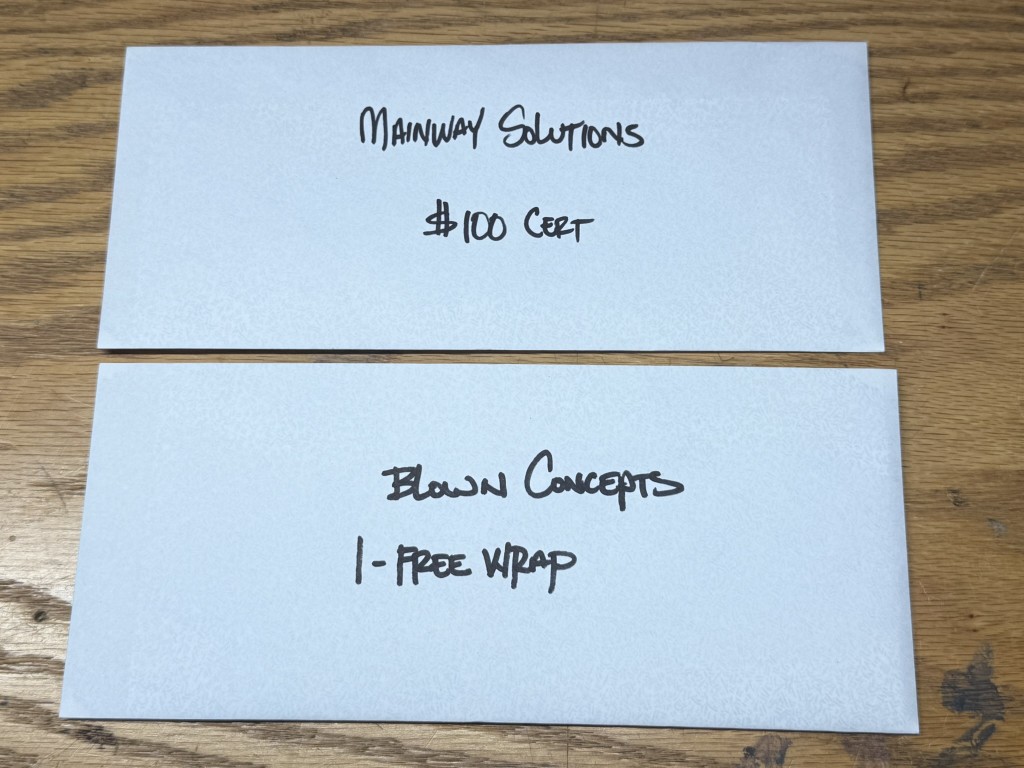 Mainway Solutions
$100 Cert
Blown Concepts
1-Free Wrap